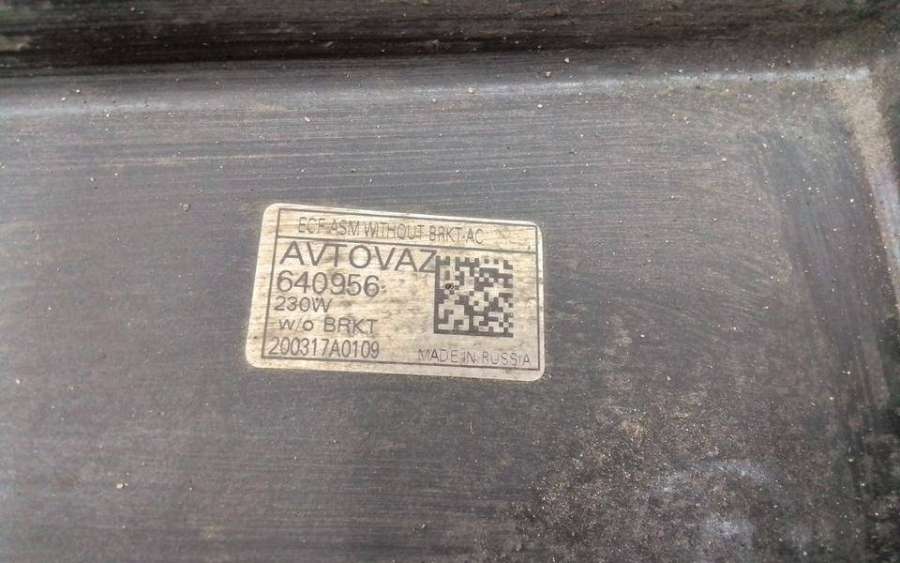 ECF ASM WITHOUT BRKT-AC
AVTOVAZ
640956
230W
w/o BRKT
200317A0109
MADE IN RUSSIA